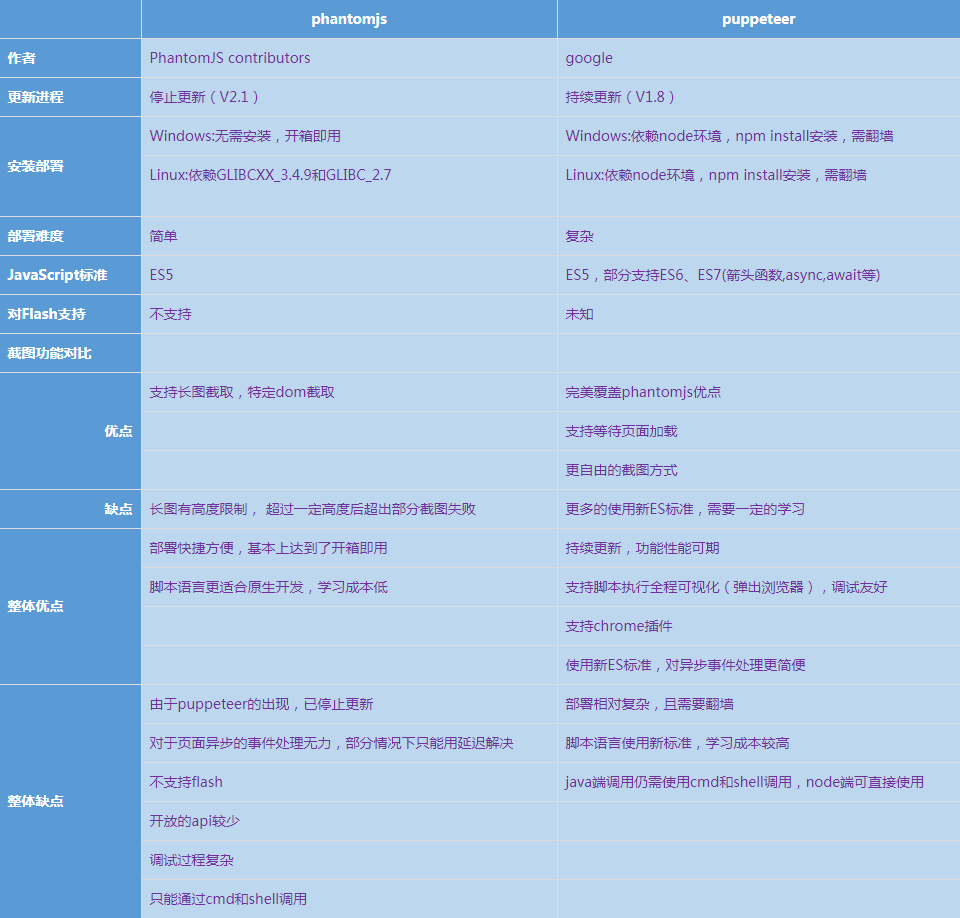 phantomjs puppeteer
作者 PhantomJS contributors google
更新进程 停止更新（V2.1） 持续更新（V1.8）
安装部署 Windows:无需安装，开箱即用 Windows:依赖node环境，npm install安装，需翻墙
Linux:依赖GLIBCXX_3.4.9和GLIBC_2.7 Linux:依赖node环境，npm install安装，需翻墙
部署难度 简单 复杂
JavaScript标准 ES5 ES5，部分支持ES6、ES7(箭头函数,async,await等)
对Flash支持 不支持 未知
截图功能对比
优点 支持长图截取，特定dom截取 完美覆盖phantomjs优点
支持等待页面加载
更自由的截图方式
缺点 长图有高度限制， 超过一定高度后超出部分截图失败 更多的使用新ES标准，需要一定的学习
整体优点 部署快捷方便，基本上达到了开箱即用 持续更新，功能性能可期
脚本语言更适合原生开发，学习成本低 支持脚本执行全程可视化（弹出浏览器），调试友好
支持chrome插件
使用新ES标准，对异步事件处理更简便
整体缺点 由于puppeteer的出现，已停止更新 部署相对复杂，且需要翻墙
对于页面异步的事件处理无力，部分情况下只能用延迟解决 脚本语言使用新标准，学习成本较高
不支持flash java端调用仍需使用cmd和shell调用，node端可直接使用
开放的api较少
调试过程复杂
只能通过cmd和shell调用